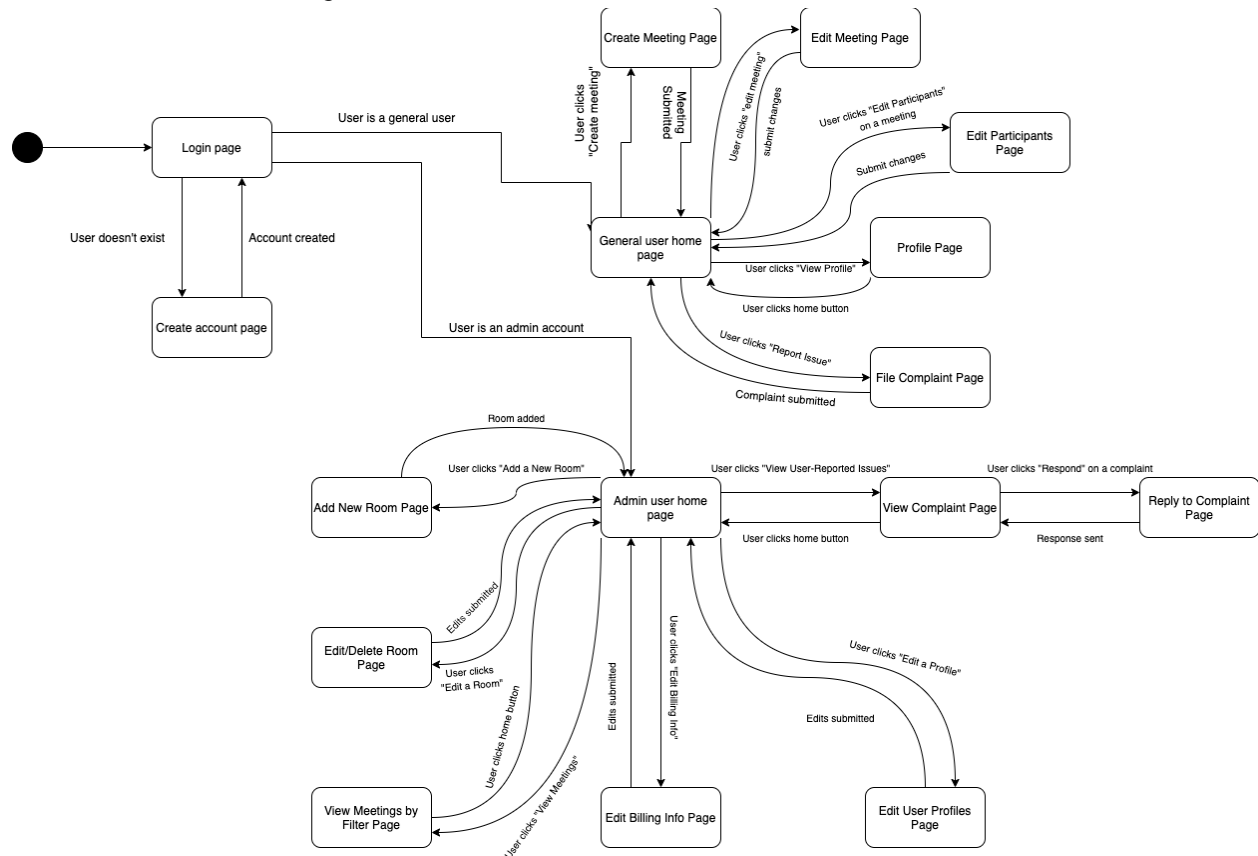 Create Meeting Page
Edit Meeting Page
User clicks
"Create meeting"
Meeting
Submitted
User clicks "edit meeting"
submit changes
User clicks "Edit Participants"
on a meeting
Edit Participants
Page
Submit changes
User is a general user
Login page
User doesn't exist
Account created
Create account page
General user home
page
User clicks "View Profile"
Profile Page
User clicks home button
User is an admin account
User clicks "Report Issue"
File Complaint Page
Complaint submitted
Room added
User clicks "Add a New Room"
Add New Room Page
Admin user home
page
User clicks "View User-Reported Issues"
View Complaint Page
User clicks home button
User clicks "Respond" on a complaint
Reply to Complaint
Page
Response sent
Edits submitted
Edit/Delete Room
Page
User clicks
"Edit a Room"
User clicks home button
View Meetings by
Filter Page
User clicks "View Meetings"
Edits submitted
User clicks "Edit Billing Info"
Edit Billing Info Page
User clicks "Edit a Profile"
Edits submitted
Edit User Profiles
Page